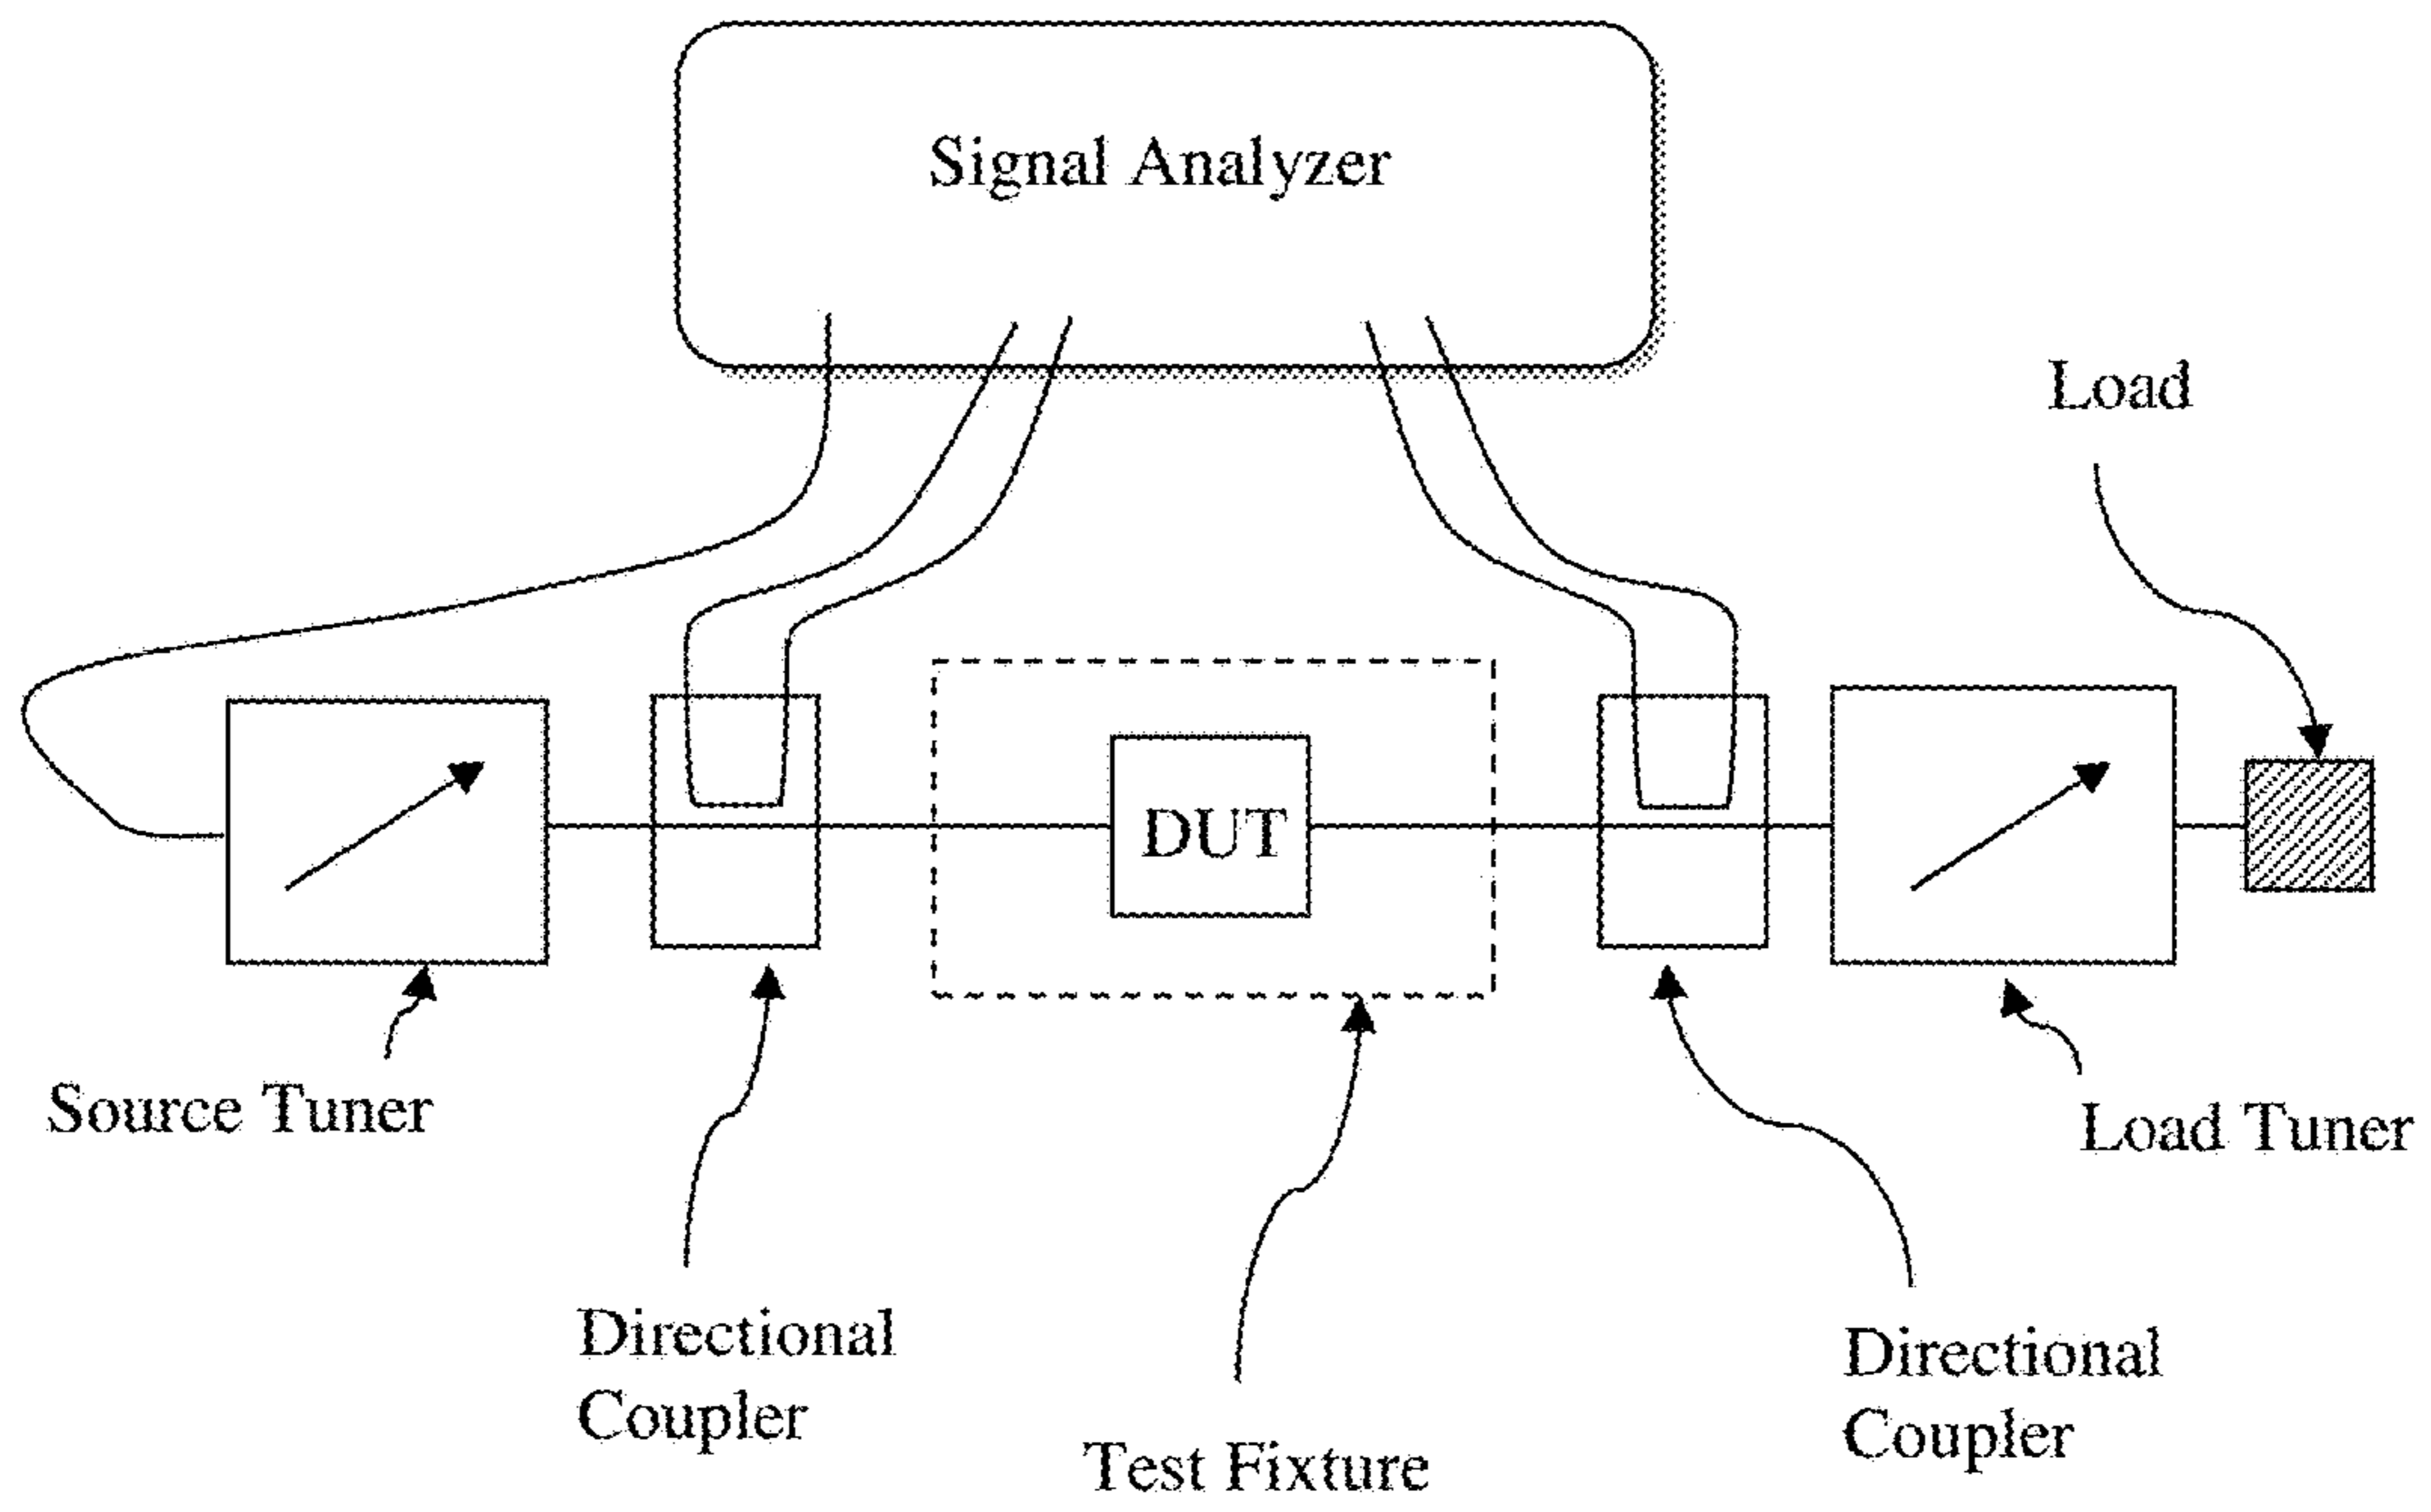 Signal Analyzer
Load
DUT
Source Tuner
Load Tuner
Directional
Coupler
Directional
Coupler
Test Fixture